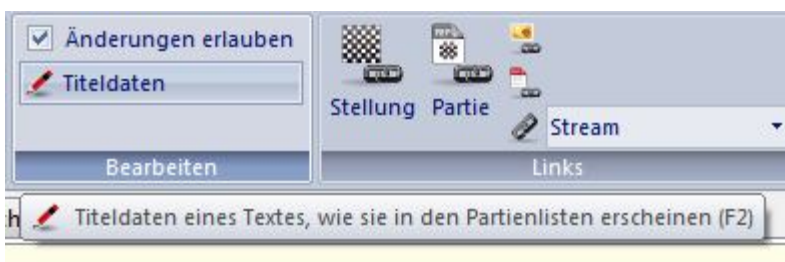 Änderungen erlauben
Titeldaten
Bearbeiten
Stellung
Partie
Stream
Links
Titeldaten eines Textes, wie sie in den Partienlisten erscheinen (F2)